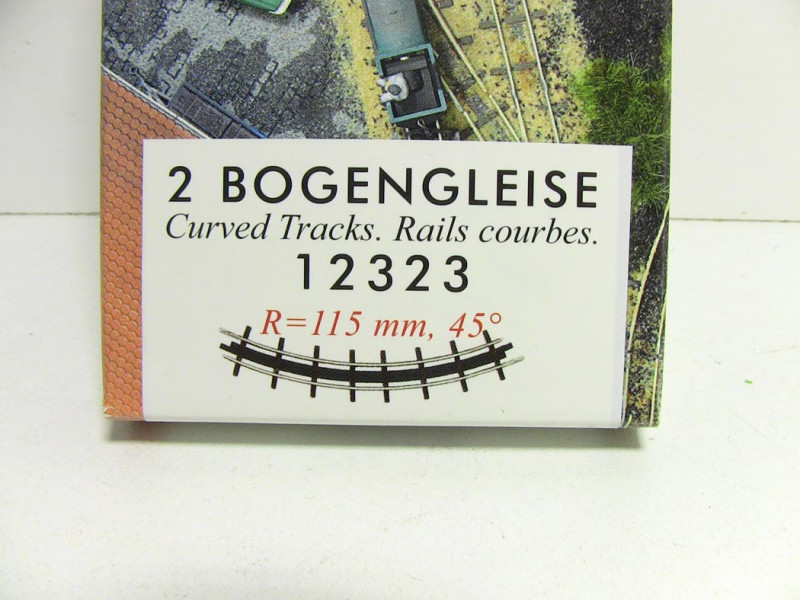 2 BOGENGLEISE
Curved Tracks. Rails courbes.
12323
R=115 mm, 45°